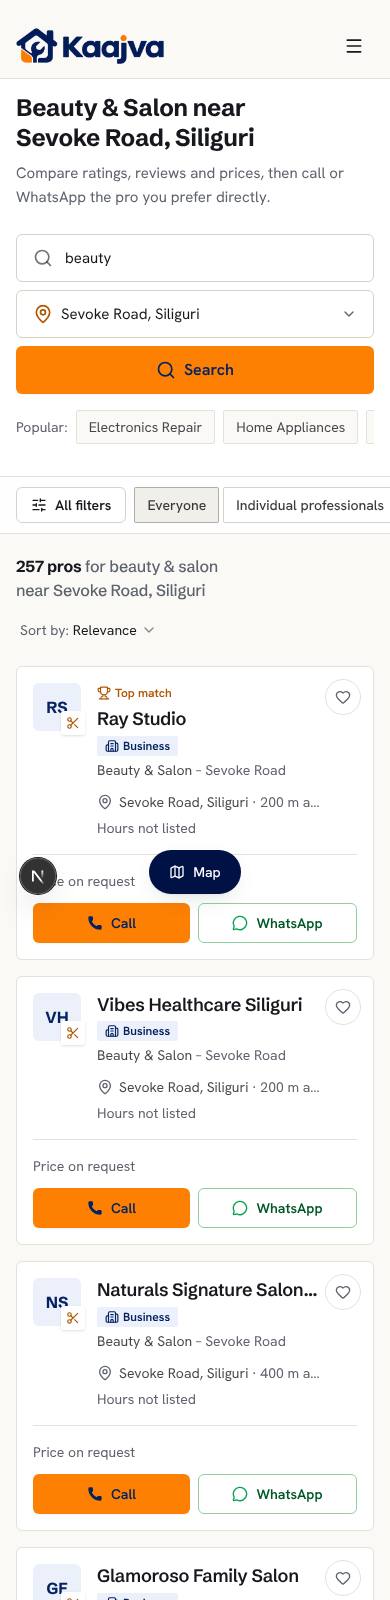 Kaajva
Beauty & Salon near
Sevoke Road, Siliguri
Compare ratings, reviews and prices, then call or
WhatsApp the pro you prefer directly.
beauty
Sevoke Road, Siliguri
Search
Popular: Electronics Repair Home Appliances
All filters Everyone Individual professionals
257 pros for beauty & salon
near Sevoke Road, Siliguri
Sort by: Relevance
RS
Top match
Ray Studio
Business
Beauty & Salon – Sevoke Road
Sevoke Road, Siliguri · 200 m a...
Hours not listed
on request
N
Map
Call WhatsApp
VH
Vibes Healthcare Siliguri
Business
Beauty & Salon – Sevoke Road
Sevoke Road, Siliguri · 200 m a...
Hours not listed
Price on request
Call WhatsApp
NS
Naturals Signature Salon...
Business
Beauty & Salon – Sevoke Road
Sevoke Road, Siliguri · 400 m a...
Hours not listed
Price on request
Call WhatsApp
GF
Glamoroso Family Salon